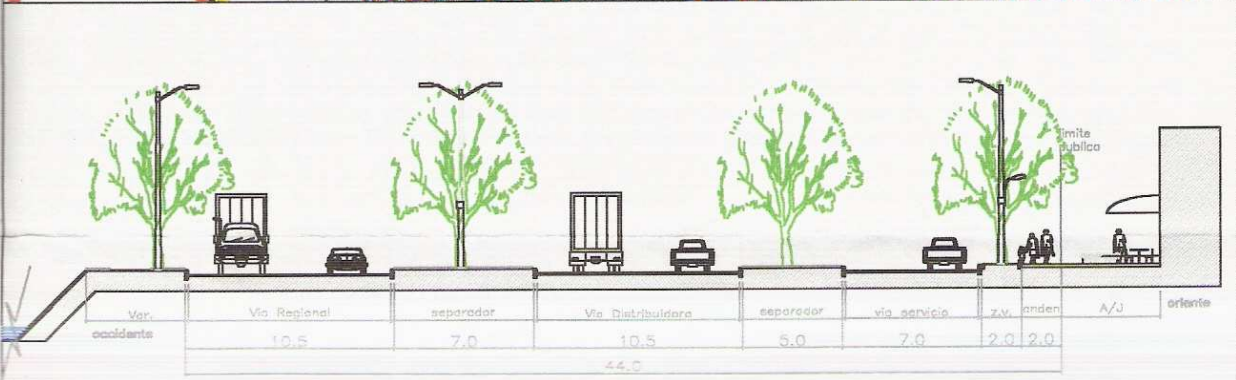 limite
publico
Var.
Via Regional
separador
Via Distribuidora
separador
via servicio
z.v.
anden
A/J
oriente
occidente
10.5
7.0
10.5
5.0
7.0
2.0
2.0
44.0